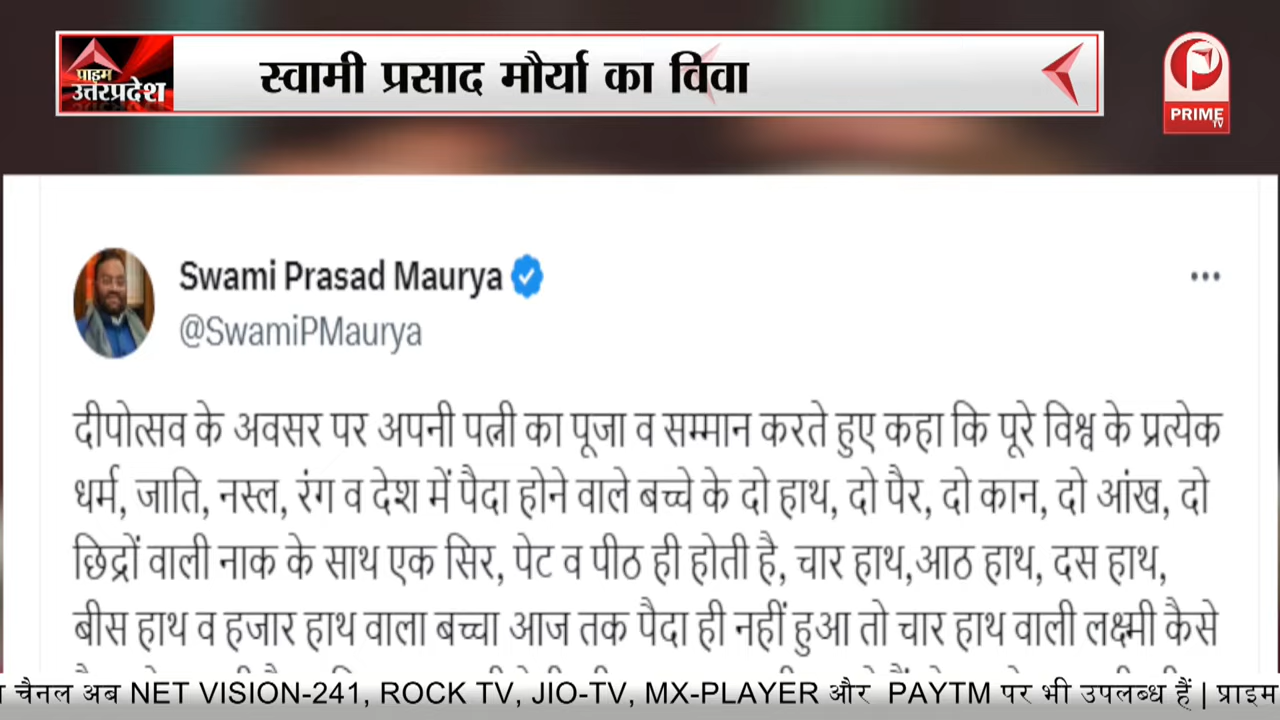 प्राइम
उत्तरप्रदेश
स्वामी प्रसाद मौर्या का विवा
PRIME
TV
Swami Prasad Maurya
@SwamiPMaurya
दीपोत्सव के अवसर पर अपनी पत्नी का पूजा व सम्मान करते हुए कहा कि पूरे विश्व के प्रत्येक
धर्म, जाति, नस्ल, रंग व देश में पैदा होने वाले बच्चे के दो हाथ, दो पैर, दो कान, दो आंख, दो
छिद्रों वाली नाक के साथ एक सिर, पेट व पीठ ही होती है, चार हाथ,आठ हाथ, दस हाथ,
बीस हाथ व हजार हाथ वाला बच्चा आज तक पैदा ही नहीं हुआ तो चार हाथ वाली लक्ष्मी कैसे
चैनल अब NET VISION-241, ROCK TV, JIO-TV, MX-PLAYER और PAYTM पर भी उपलब्ध हैं | प्राइम